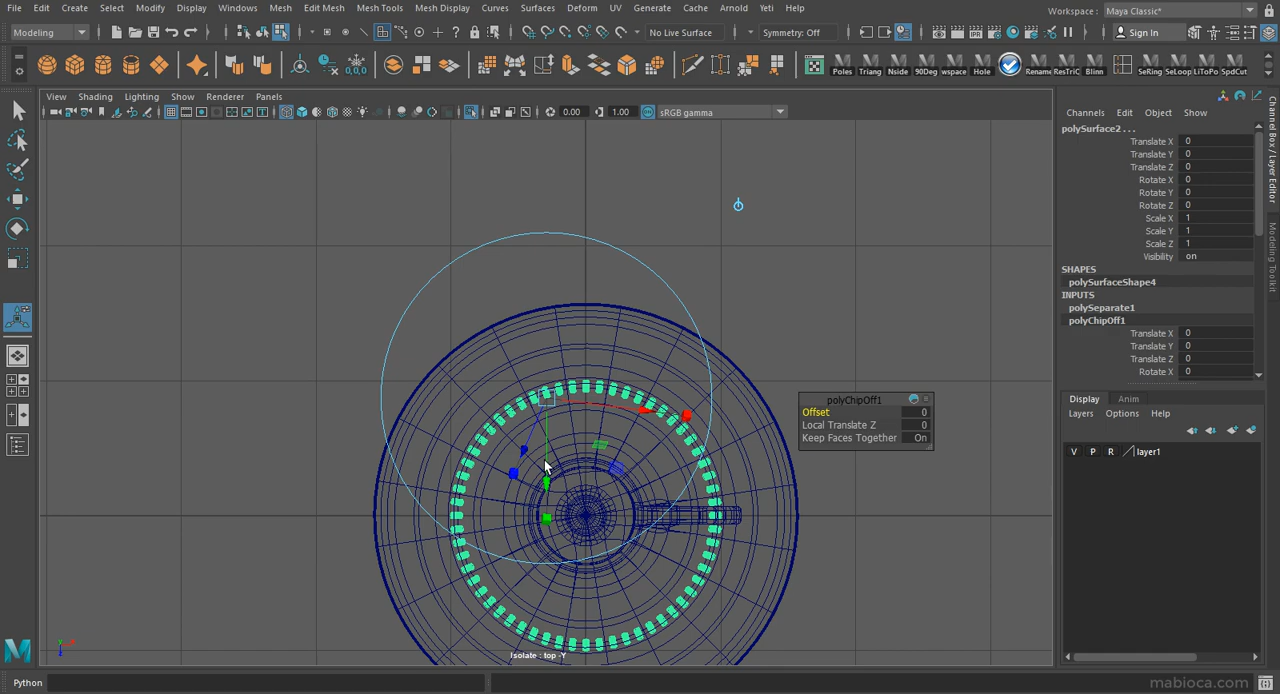 File Edit Create Select Modify Display Windows Mesh Edit Mesh Mesh Tools Mesh Display Curves Surfaces Deform UV Generate Cache Arnold Yeti Help
Workspace : Maya Classic*
Modeling
No Live Surface
Symmetry: Off
Sign In
Poles Triang Nside 90Deg wspace Hole Rename ResTriC Blinn SeRing SeLoop LiToPo SpdCut
View Shading Lighting Show Renderer Panels
0.00 1.00 sRGB gamma
Channels Edit Object Show
polySurface2 . . .
Translate X 0
Translate Y 0
Translate Z 0
Rotate X 0
Rotate Y 0
Rotate Z 0
Scale X 1
Scale Y 1
Scale Z 1
Visibility on
SHAPES
polySurfaceShape4
INPUTS
polySeparate1
polyChipOff1
Translate X 0
Translate Y 0
Translate Z 0
Rotate X 0
Channel Box / Layer Editor
Modeling Toolkit
polyChipOff1
Offset 0
Local Translate Z 0
Keep Faces Together On
Display Anim
Layers Options Help
V P R layer1
Isolate : top -Y
Python
mabioca.com